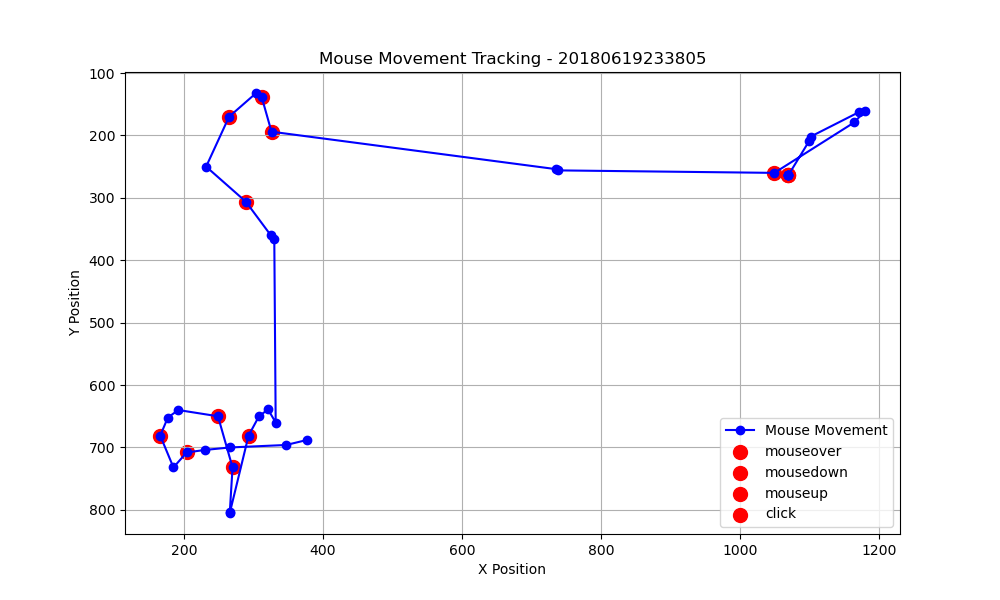 Mouse Movement Tracking - 20180619233805
100
200
300
400
500
600
700
800
Y Position
200
400
600
800
1000
1200
X Position
Mouse Movement
mouseover
mousedown
mouseup
click